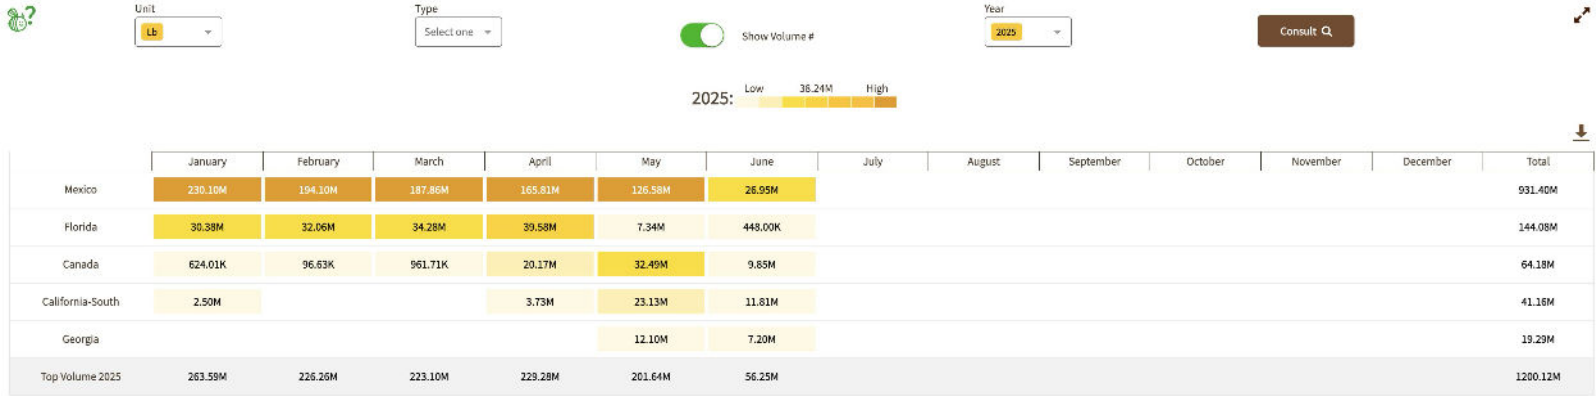 Unit Type Year
Lb Select one Show Volume # 2025 Consult
2025: Low 38.24M High
January February March April May June July August September October November December Total
Mexico 230.10M 194.10M 187.86M 165.81M 126.58M 26.95M 931.40M
Florida 30.38M 32.06M 34.28M 39.58M 7.34M 448.00K 144.08M
Canada 624.01K 96.63K 961.71K 20.17M 32.49M 9.85M 64.18M
California-South 2.50M 3.73M 23.13M 11.81M 41.16M
Georgia 12.10M 7.20M 19.29M
Top Volume 2025 263.59M 226.26M 223.10M 229.28M 201.64M 56.25M 1200.12M